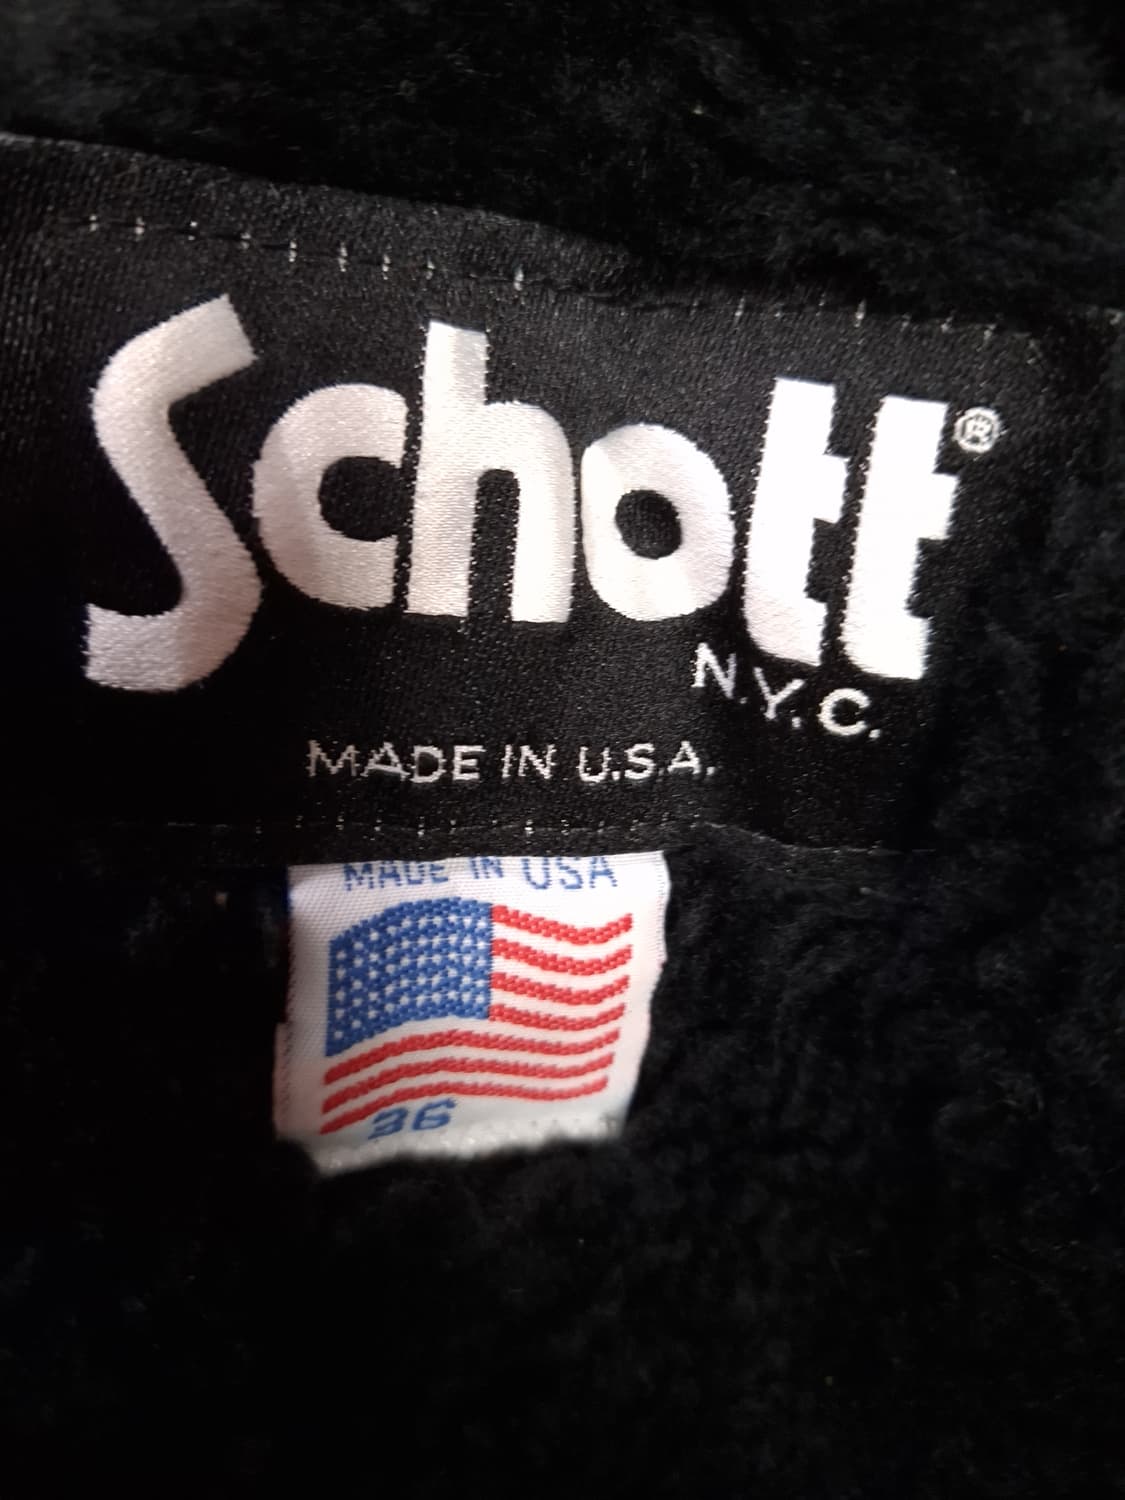 Schott®
N.Y.C.
MADE IN U.S.A.
MADE IN USA
36